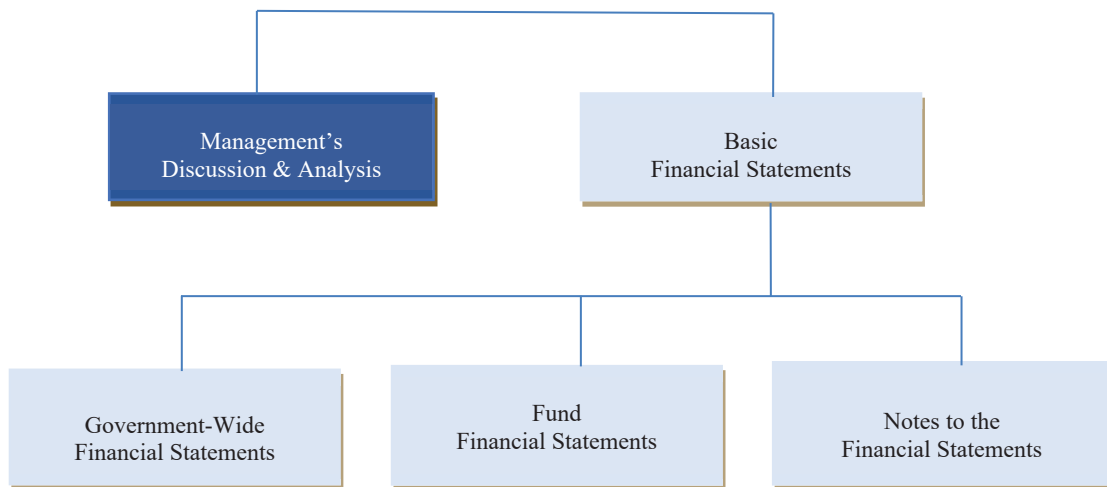 Management’s
Discussion & Analysis
Basic
Financial Statements
Government-Wide
Financial Statements
Fund
Financial Statements
Notes to the
Financial Statements